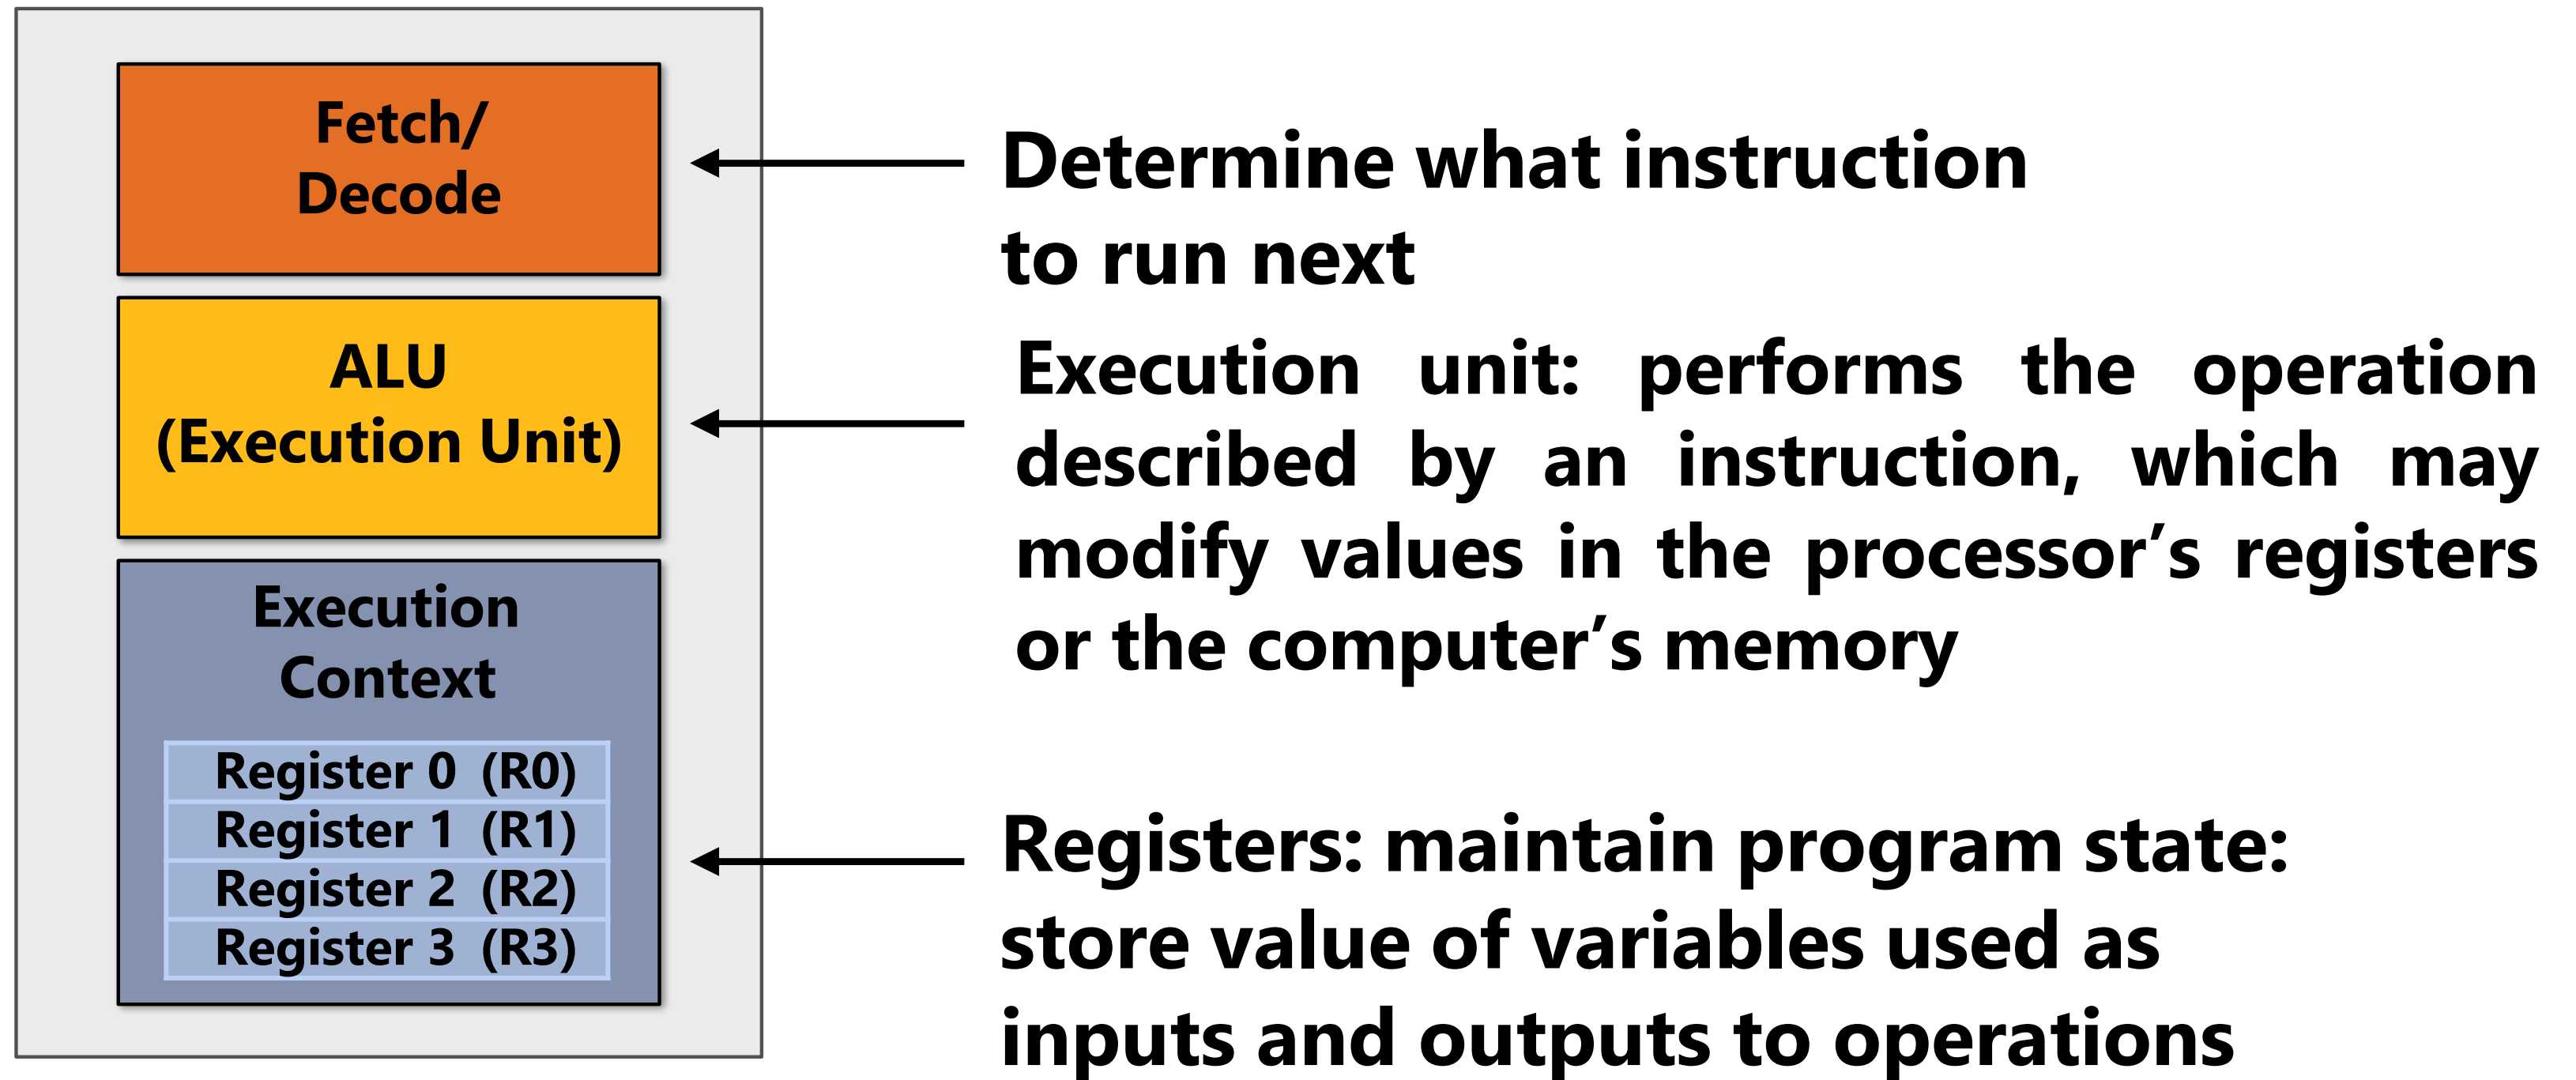 Fetch/
Decode
Determine what instruction
to run next
ALU
(Execution Unit)
Execution unit: performs the operation
described by an instruction, which may
modify values in the processor’s registers
or the computer’s memory
Execution
Context
Register 0 (R0)
Register 1 (R1)
Register 2 (R2)
Register 3 (R3)
Registers: maintain program state:
store value of variables used as
inputs and outputs to operations